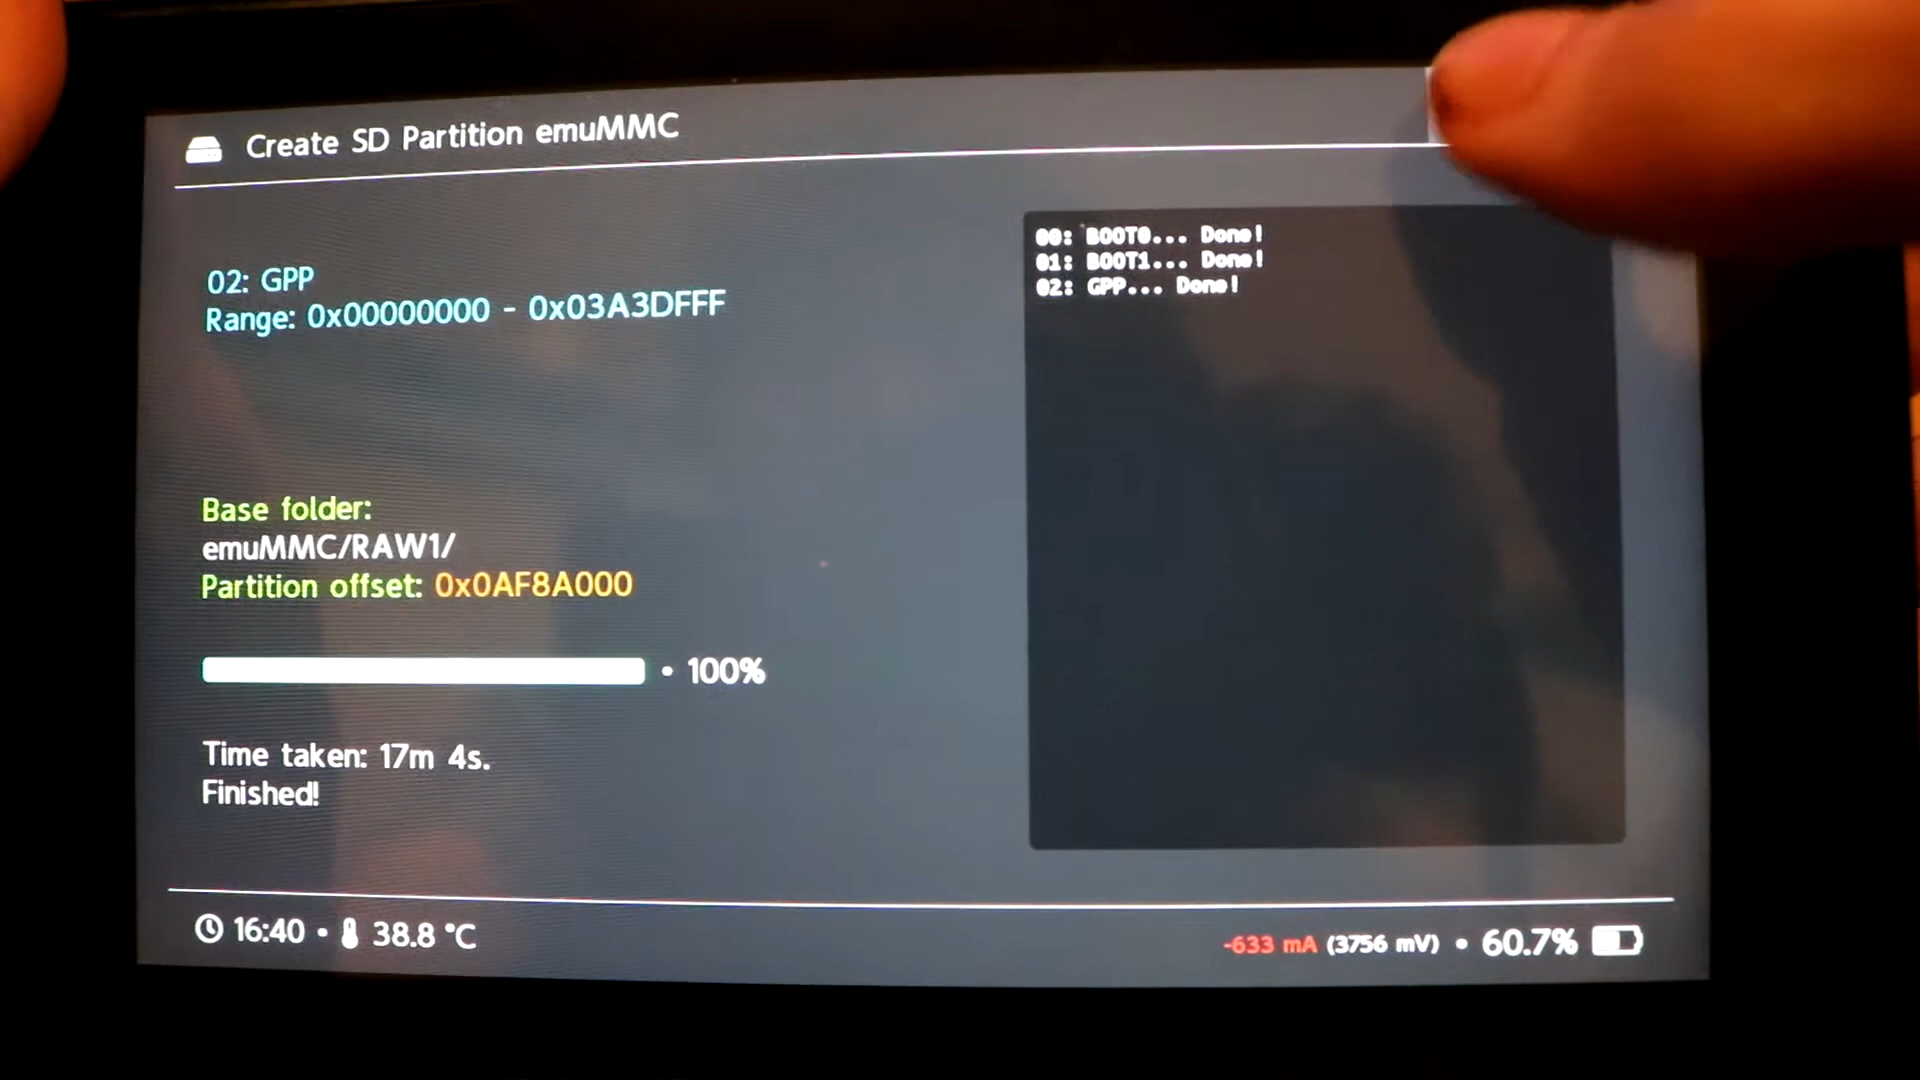 Create SD Partition emuMMC
02: GPP
Range: 0x00000000 - 0x03A3DFFF
Base folder:
emuMMC/RAW1/
Partition offset: 0x0AF8A000
• 100%
Time taken: 17m 4s.
Finished!
00: BOOT0... Done!
01: BOOT1... Done!
02: GPP... Done!
16:40 • 38.8 °C
-633 mA (3756 mV) • 60.7%